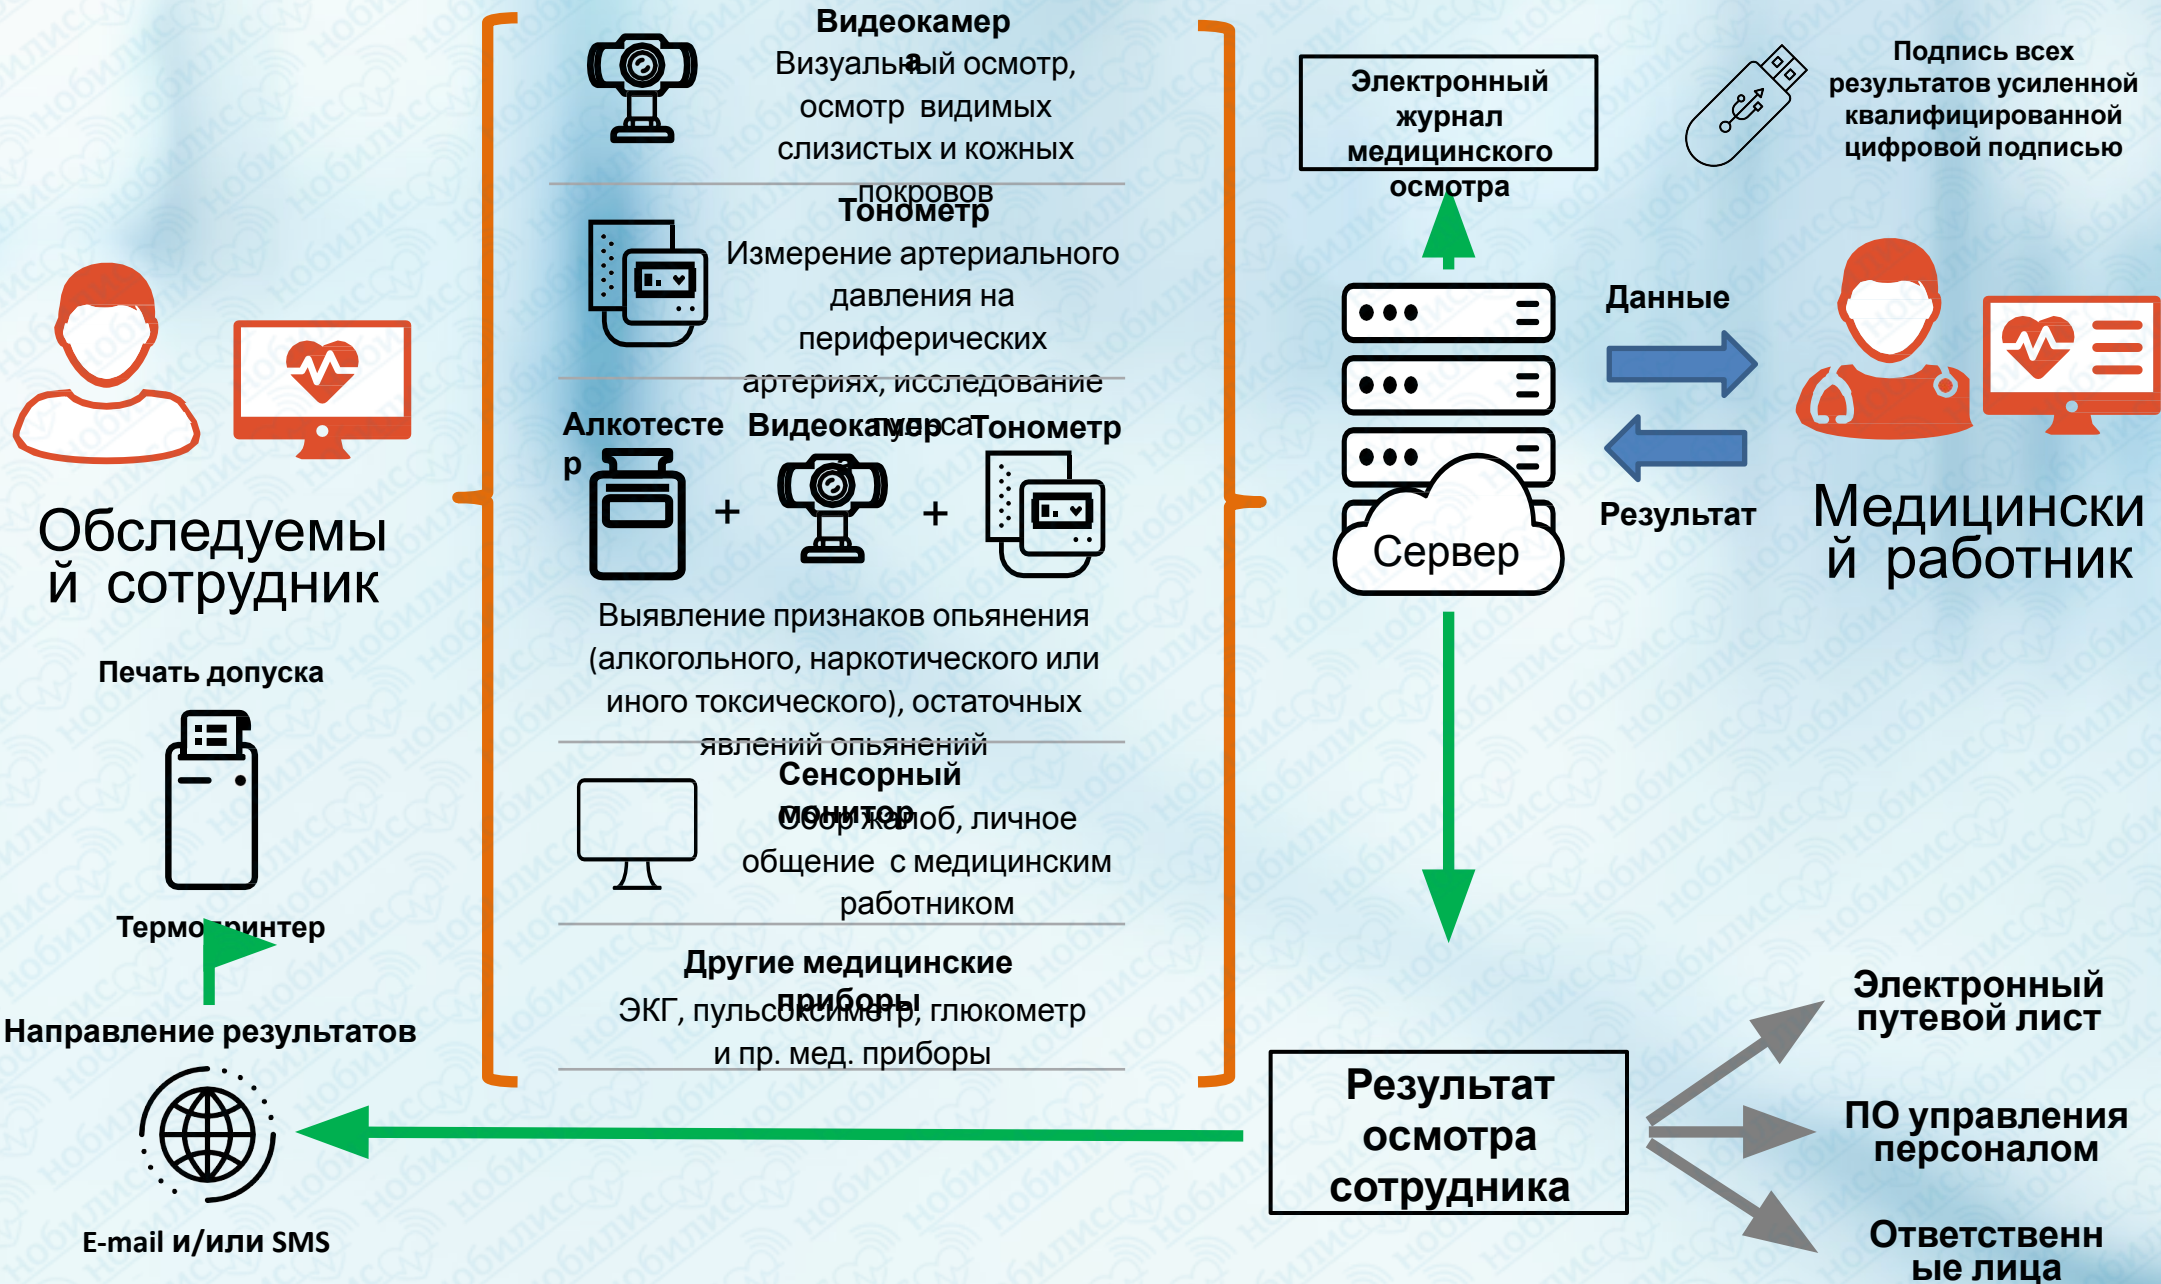 Видеокамер
а
Визуальный осмотр,
осмотр видимых
слизистых и кожных
покровов
Тонометр
Измерение артериального
давления на
периферических
артериях, исследование
пульса
Алкотесте
р
Видеокамер
Тонометр
+
+
Выявление признаков опьянения
(алкогольного, наркотического или
иного токсического), остаточных
явлений опьянений
Сенсорный
монитор
Сбор жалоб, личное
общение с медицинским
работником
Другие медицинские
приборы
ЭКГ, пульсоксиметр, глюкометр
и пр. мед. приборы
Обследуемы
й сотрудник
Печать допуска
Термопринтер
Направление результатов
E-mail и/или SMS
Электронный
журнал
медицинского
осмотра
Подпись всех
результатов усиленной
квалифицированной
цифровой подписью
Данные
Результат
Сервер
Медицински
й работник
Результат
осмотра
сотрудника
Электронный
путевой лист
ПО управления
персоналом
Ответственн
ые лица